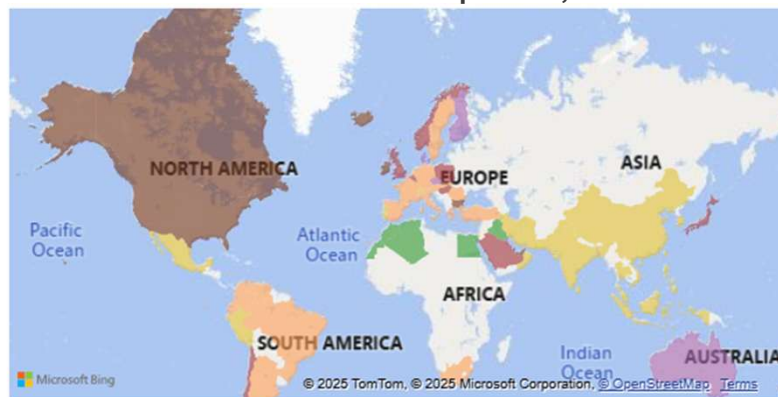 NORTH AMERICA
EUROPE
ASIA
Pacific
Ocean
Atlantic
Ocean
AFRICA
SOUTH AMERICA
Indian
Ocean
AUSTRALIA
Microsoft Bing
© 2025 TomTom, © 2025 Microsoft Corporation, © OpenStreetMap Terms